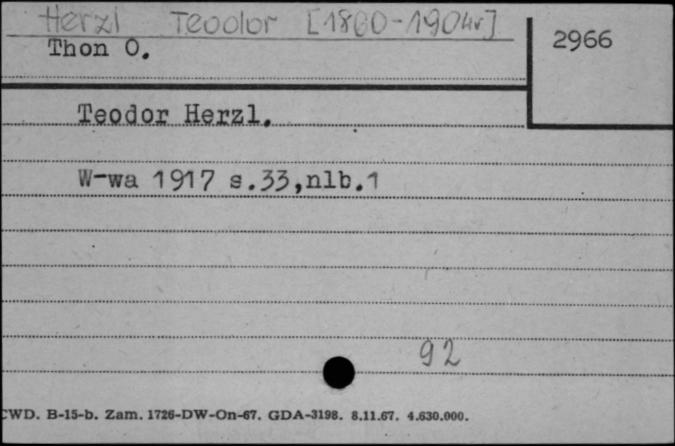 Herzl Teodor [1860-1904r]
Thon O.
2966
Teodor Herzl.
W-wa 1917 s.33,nlb.1
92
CWD. B-15-b. Zam. 1726-DW-On-67. GDA-3198. 8.11.67. 4.630.000.